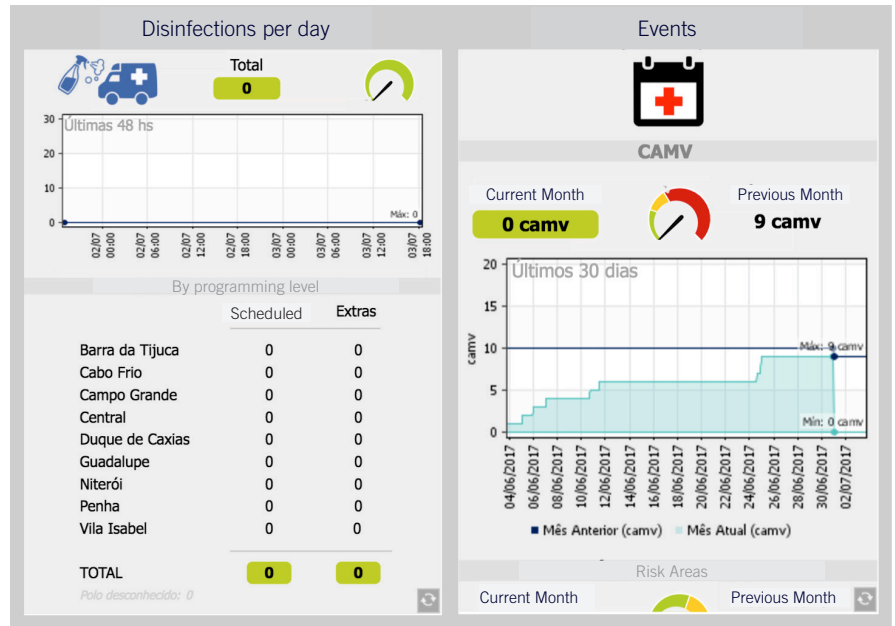 Disinfections per day
Total
0
Últimas 48 hs
30
20
10
0
Máx: 0
02/07 00:00
02/07 06:00
02/07 12:00
02/07 18:00
03/07 00:00
03/07 06:00
03/07 12:00
03/07 18:00
By programming level
Scheduled Extras
Barra da Tijuca 0 0
Cabo Frio 0 0
Campo Grande 0 0
Central 0 0
Duque de Caxias 0 0
Guadalupe 0 0
Niterói 0 0
Penha 0 0
Vila Isabel 0 0
TOTAL 0 0
Polo desconhecido: 0
Events
CAMV
Current Month Previous Month
0 camv 9 camv
Últimos 30 dias
camv
20
15
10
5
0
Máx: 9 camv
Mín: 0 camv
04/06/2017
06/06/2017
08/06/2017
10/06/2017
12/06/2017
14/06/2017
16/06/2017
18/06/2017
20/06/2017
22/06/2017
24/06/2017
26/06/2017
28/06/2017
30/06/2017
02/07/2017
Mês Anterior (camv) Mês Atual (camv)
Risk Areas
Current Month Previous Month